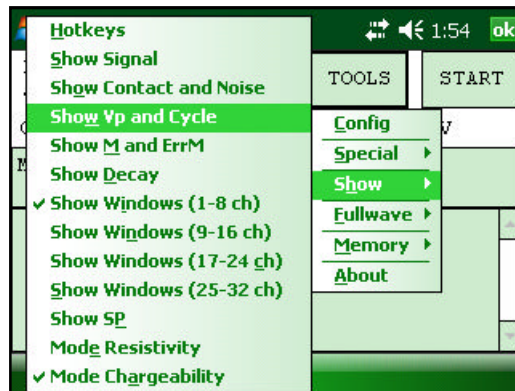 1:54 ok
TOOLS START
Hotkeys
Show Signal
Show Contact and Noise
Show Vp and Cycle
Show M and ErrM
Show Decay
Show Windows (1-8 ch)
Show Windows (9-16 ch)
Show Windows (17-24 ch)
Show Windows (25-32 ch)
Show SP
Mode Resistivity
Mode Chargeability
Config
Special
Show
Fullwave
Memory
About